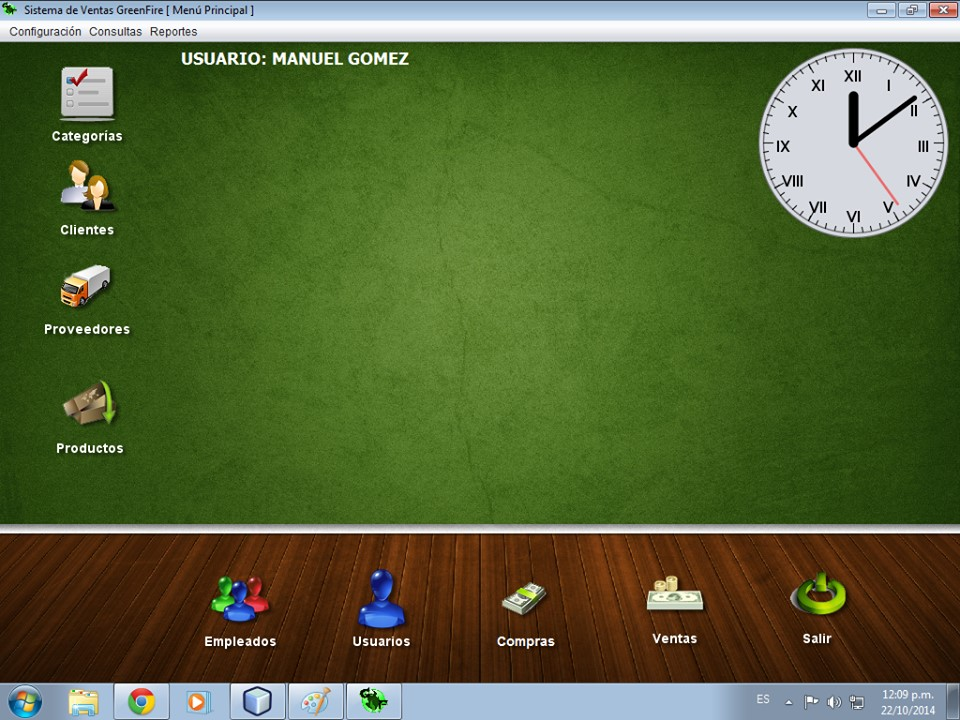 Sistema de Ventas GreenFire [ Menú Principal ]
Configuración Consultas Reportes
USUARIO: MANUEL GOMEZ
XII
XI I
X II
IX III
VIII IV
VII V
VI
Categorias
Clientes
Proveedores
Productos
Empleados Usuarios Compras Ventas Salir
ES
12:09 p.m.
22/10/2014